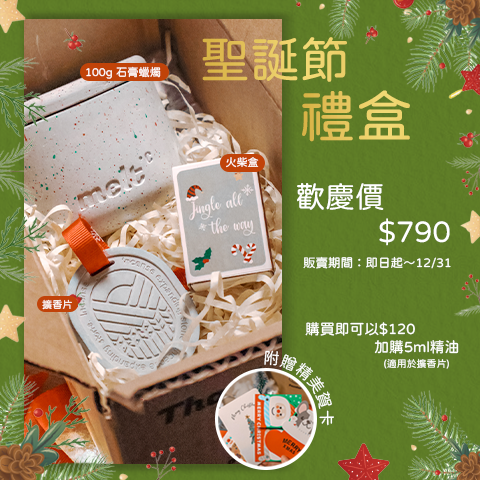 聖誕節
禮盒
100g 石膏蠟燭
melt
火柴盒
Jingle all
the way
擴香片
歡慶價
$790
販賣期間：即日起～12/31
購買即可以$120
加購5ml精油
(適用於擴香片)
附贈精美賀卡
MERRY CHRISTMAS